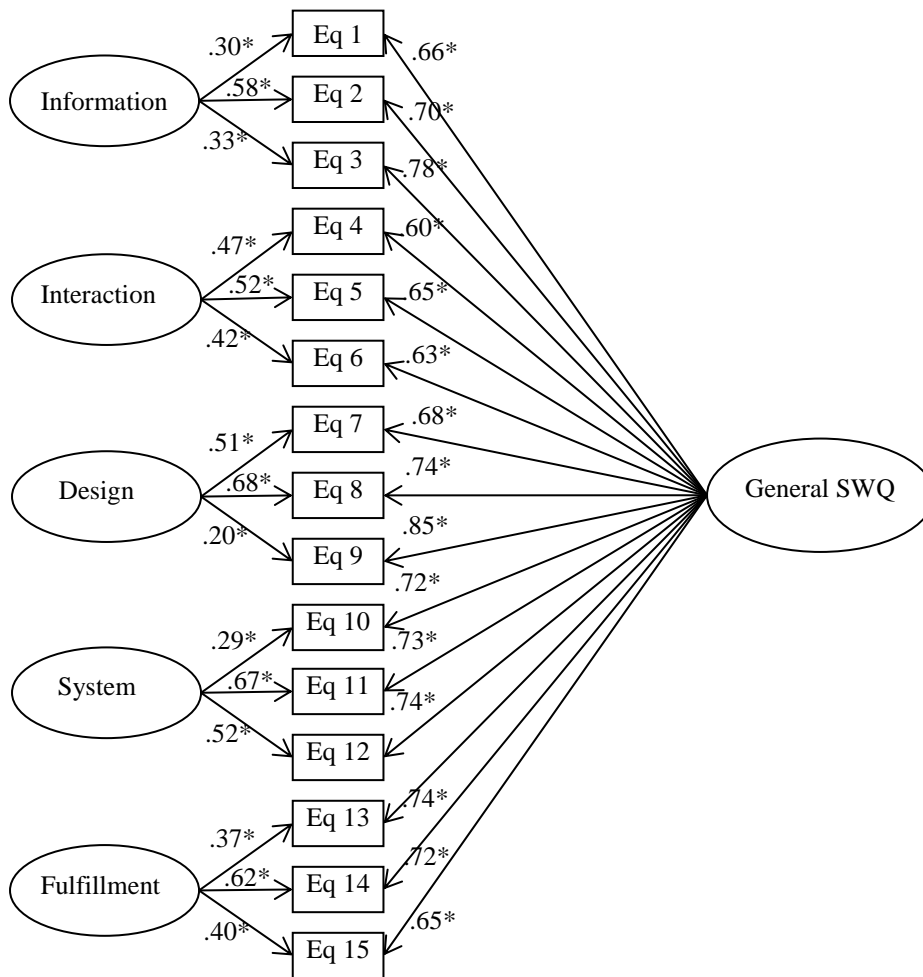 Eq 1
.30*
.66*
Information
Eq 2
.58*
.70*
.33*
Eq 3
.78*
Eq 4
.47*
.60*
Interaction
Eq 5
.52*
.65*
.42*
Eq 6
.63*
Eq 7
.51*
.68*
Design
Eq 8
.68*
.74*
General SWQ
.20*
Eq 9
.85*
.72*
Eq 10
.29*
.73*
System
Eq 11
.67*
.74*
.52*
Eq 12
Eq 13
.74*
.37*
Fulfillment
Eq 14
.62*
.72*
.40*
Eq 15
.65*